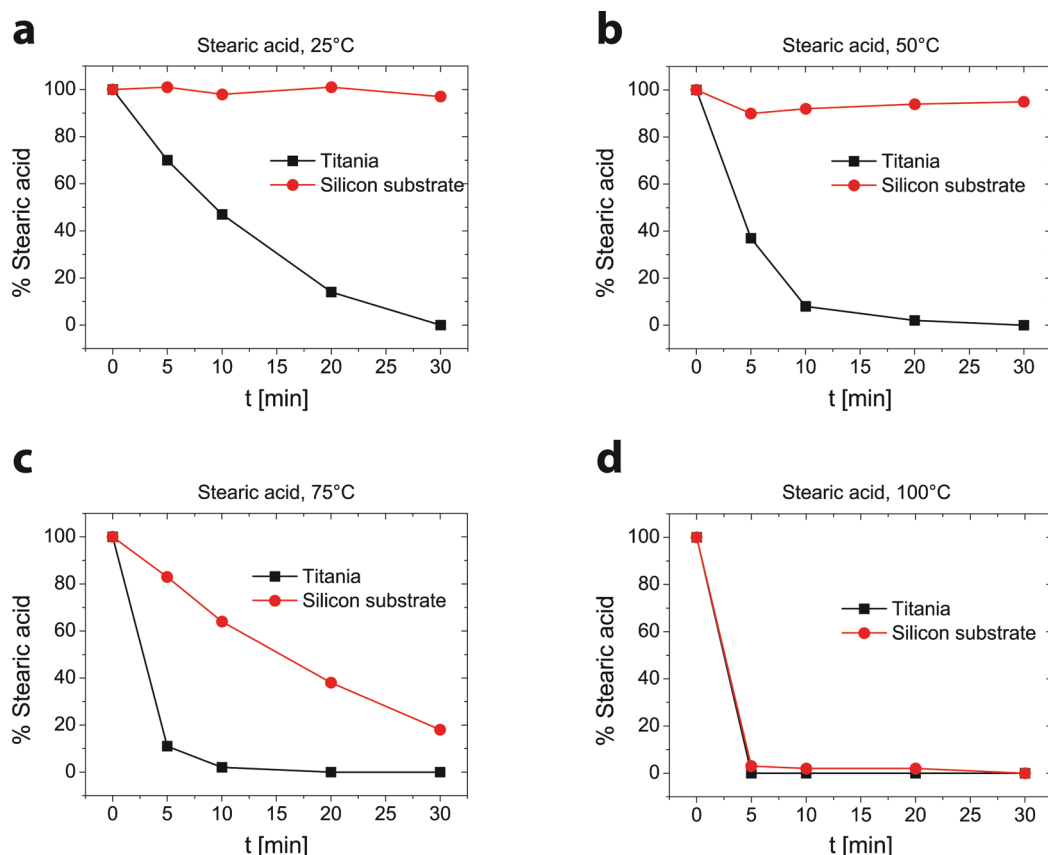 a
Stearic acid, 25°C
% Stearic acid
100
80
60
40
20
0
Titania
Silicon substrate
0 5 10 15 20 25 30
t [min]
b
Stearic acid, 50°C
% Stearic acid
100
80
60
40
20
0
Titania
Silicon substrate
0 5 10 15 20 25 30
t [min]
c
Stearic acid, 75°C
% Stearic acid
100
80
60
40
20
0
Titania
Silicon substrate
0 5 10 15 20 25 30
t [min]
d
Stearic acid, 100°C
% Stearic acid
100
80
60
40
20
0
Titania
Silicon substrate
0 5 10 15 20 25 30
t [min]